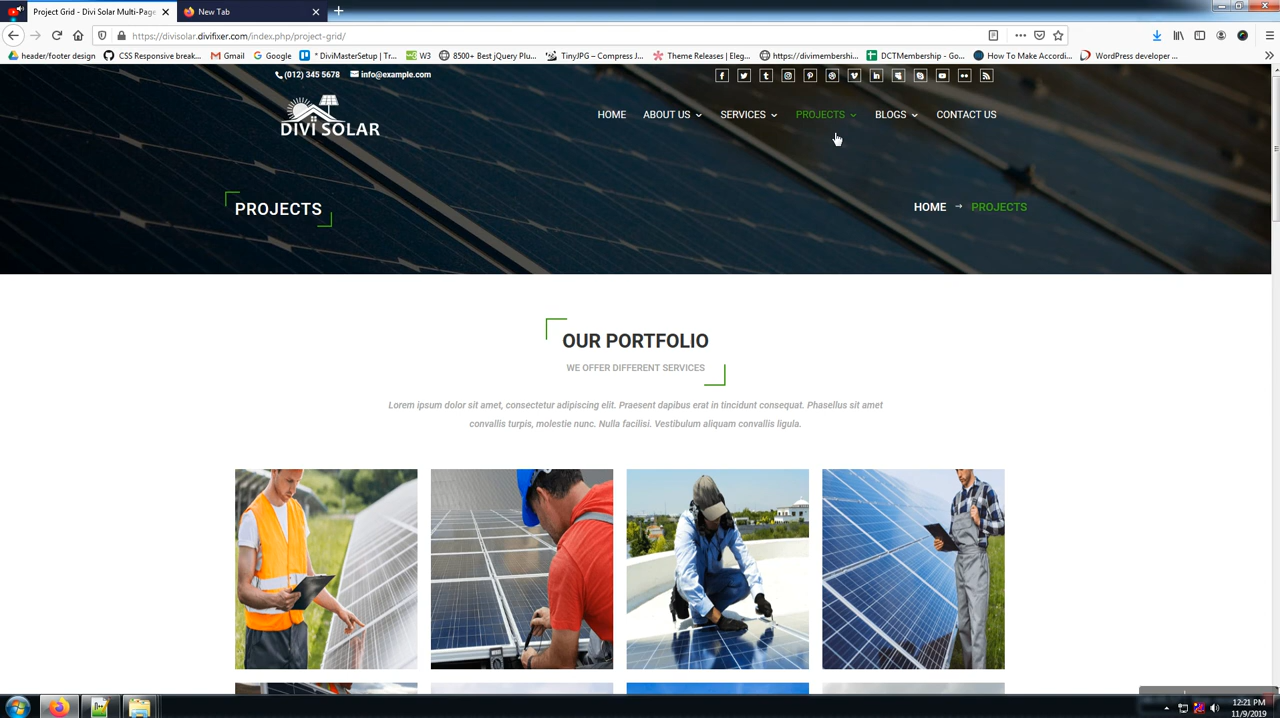 Project Grid - Divi Solar Multi-Page
New Tab
https://divisolar.divifixer.com/index.php/project-grid/
header/footer design
CSS Responsive break...
Gmail
Google
* DiviMasterSetup | Tr...
W3
8500+ Best jQuery Plu...
TinyJPG – Compress J...
Theme Releases | Eleg...
https://divimembershi...
DCTMembership - Go...
How To Make Accordi...
WordPress developer ...
(012) 345 5678
info@example.com
DIVI SOLAR
HOME
ABOUT US
SERVICES
PROJECTS
BLOGS
CONTACT US
PROJECTS
HOME → PROJECTS
OUR PORTFOLIO
WE OFFER DIFFERENT SERVICES
Lorem ipsum dolor sit amet, consectetur adipiscing elit. Praesent dapibus erat in tincidunt consequat. Phasellus sit amet
convallis turpis, molestie nunc. Nulla facilisi. Vestibulum aliquam convallis ligula.
12:21 PM
11/9/2019